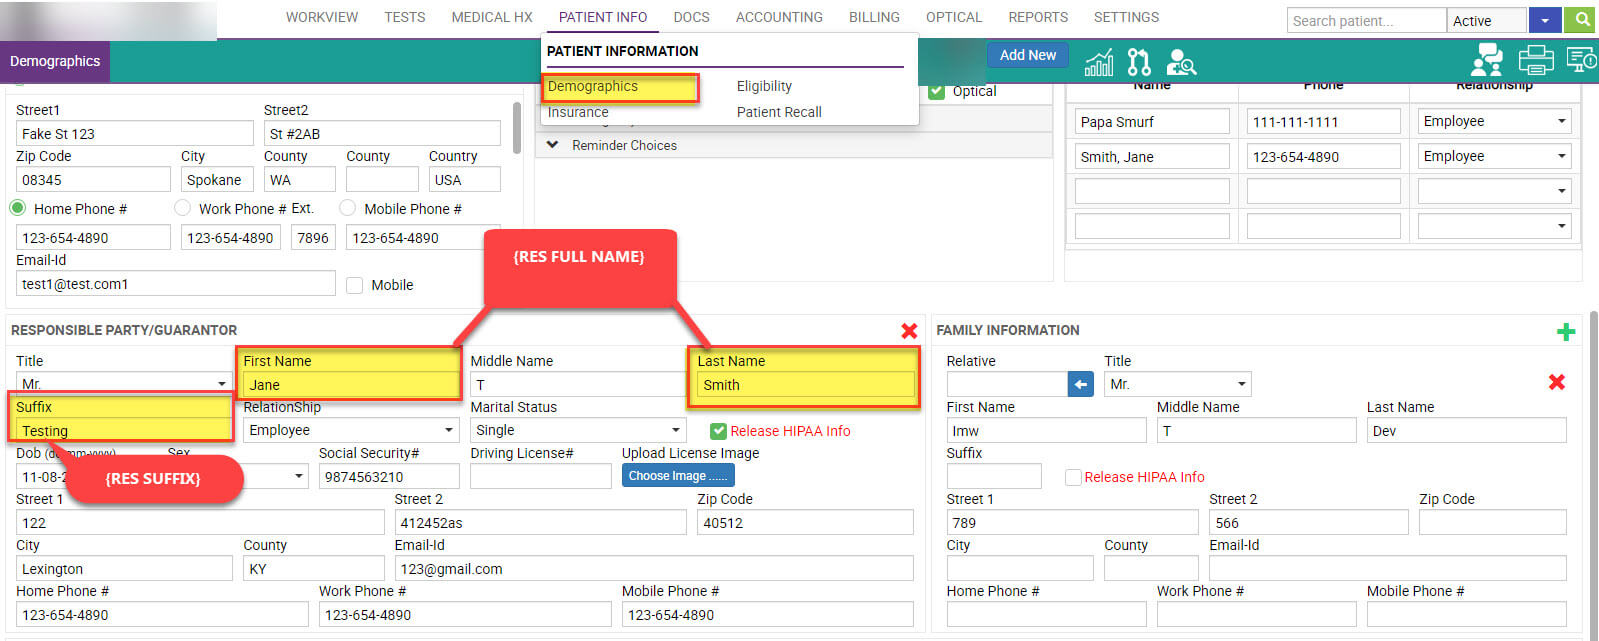 WORKVIEW TESTS MEDICAL HX PATIENT INFO DOCS ACCOUNTING BILLING OPTICAL REPORTS SETTINGS Search patient... Active
Demographics Add New
PATIENT INFORMATION
Demographics Eligibility
Insurance Patient Recall
Optical
Reminder Choices
Name Phone Relationship
Papa Smurf 111-111-1111 Employee
Smith, Jane 123-654-4890 Employee
Street1 Street2
Fake St 123 St #2AB
Zip Code City County County Country
08345 Spokane WA USA
Home Phone # Work Phone # Ext. Mobile Phone #
123-654-4890 123-654-4890 7896 123-654-4890
Email-Id
test1@test.com1 Mobile
{RES FULL NAME}
RESPONSIBLE PARTY/GUARANTOR
Title First Name Middle Name Last Name
Mr. Jane T Smith
Suffix RelationShip Marital Status
Testing Employee Single Release HIPAA Info
Dob (dd-mm-yyyy) Sex Social Security# Driving License# Upload License Image
11-08-2 9874563210 Choose Image ......
{RES SUFFIX}
Street 1 Street 2 Zip Code
122 412452as 40512
City County Email-Id
Lexington KY 123@gmail.com
Home Phone # Work Phone # Mobile Phone #
123-654-4890 123-654-4890 123-654-4890
FAMILY INFORMATION
Relative Title
Mr.
First Name Middle Name Last Name
Imw T Dev
Suffix
Release HIPAA Info
Street 1 Street 2 Zip Code
789 566
City County Email-Id
Home Phone # Work Phone # Mobile Phone #